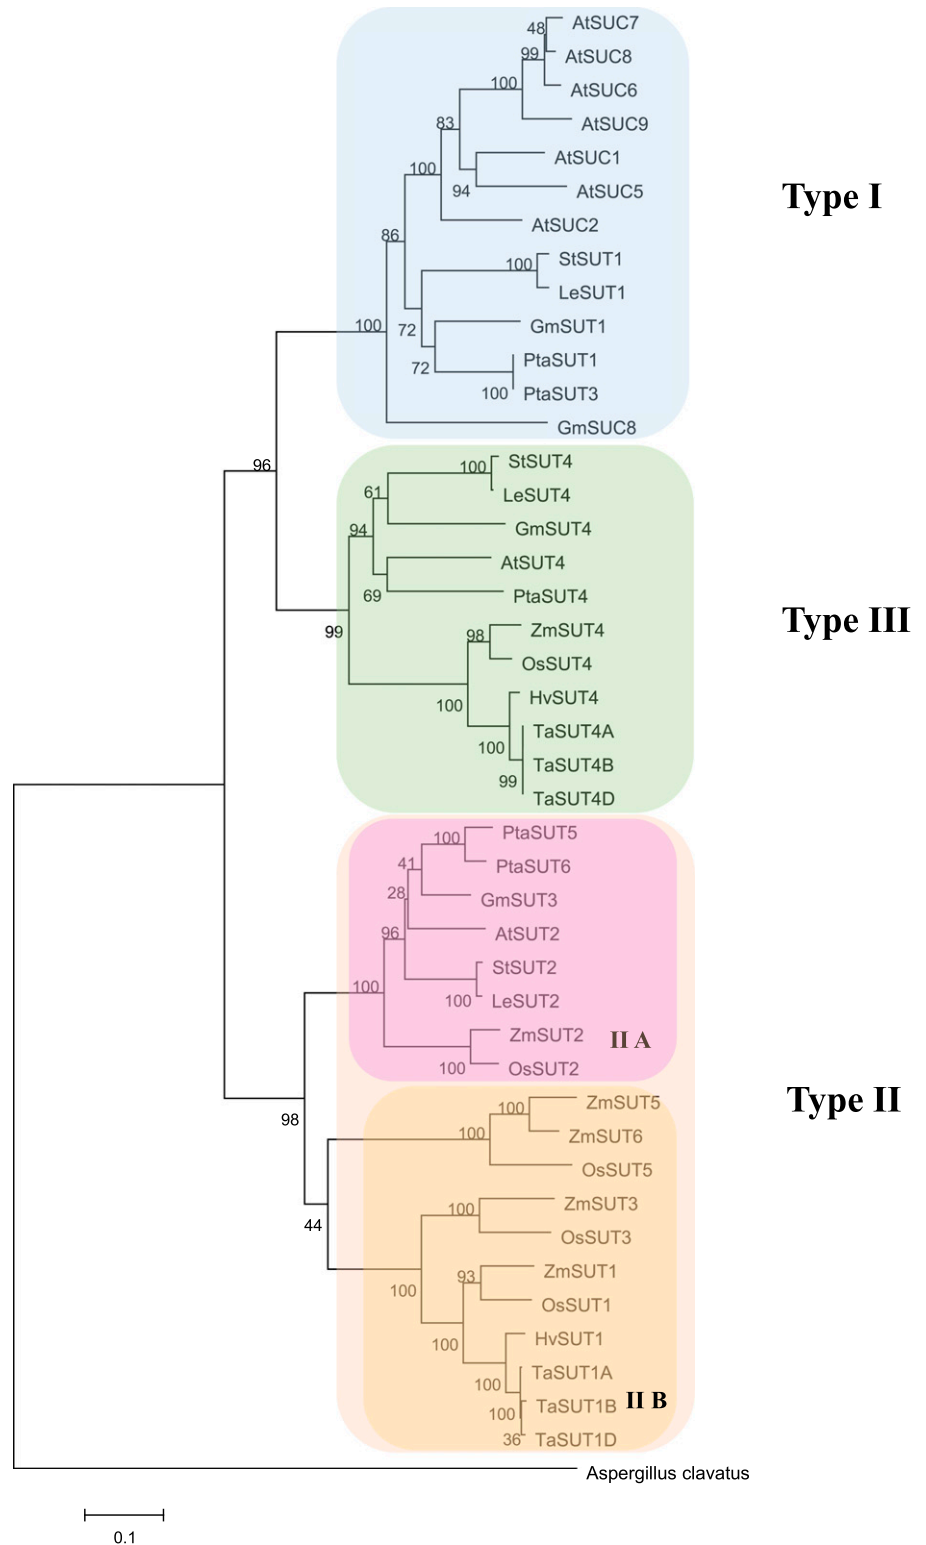 AtSUC7
48
AtSUC8
99
AtSUC6
100
AtSUC9
83
AtSUC1
100
AtSUC5
94
Type I
AtSUC2
86
StSUT1
100
LeSUT1
GmSUT1
100
72
PtaSUT1
72
100
PtaSUT3
GmSUC8
96
StSUT4
100
LeSUT4
61
GmSUT4
94
AtSUT4
69
PtaSUT4
99
ZmSUT4
98
Type III
OsSUT4
HvSUT4
100
TaSUT4A
100
TaSUT4B
99
TaSUT4D
PtaSUT5
100
PtaSUT6
41
28
GmSUT3
96
AtSUT2
StSUT2
100
LeSUT2
100
ZmSUT2
II A
100
OsSUT2
98
ZmSUT5
100
Type II
ZmSUT6
100
OsSUT5
44
ZmSUT3
100
OsSUT3
ZmSUT1
93
100
OsSUT1
HvSUT1
100
TaSUT1A
100
TaSUT1B
II B
100
36
TaSUT1D
Aspergillus clavatus
0.1